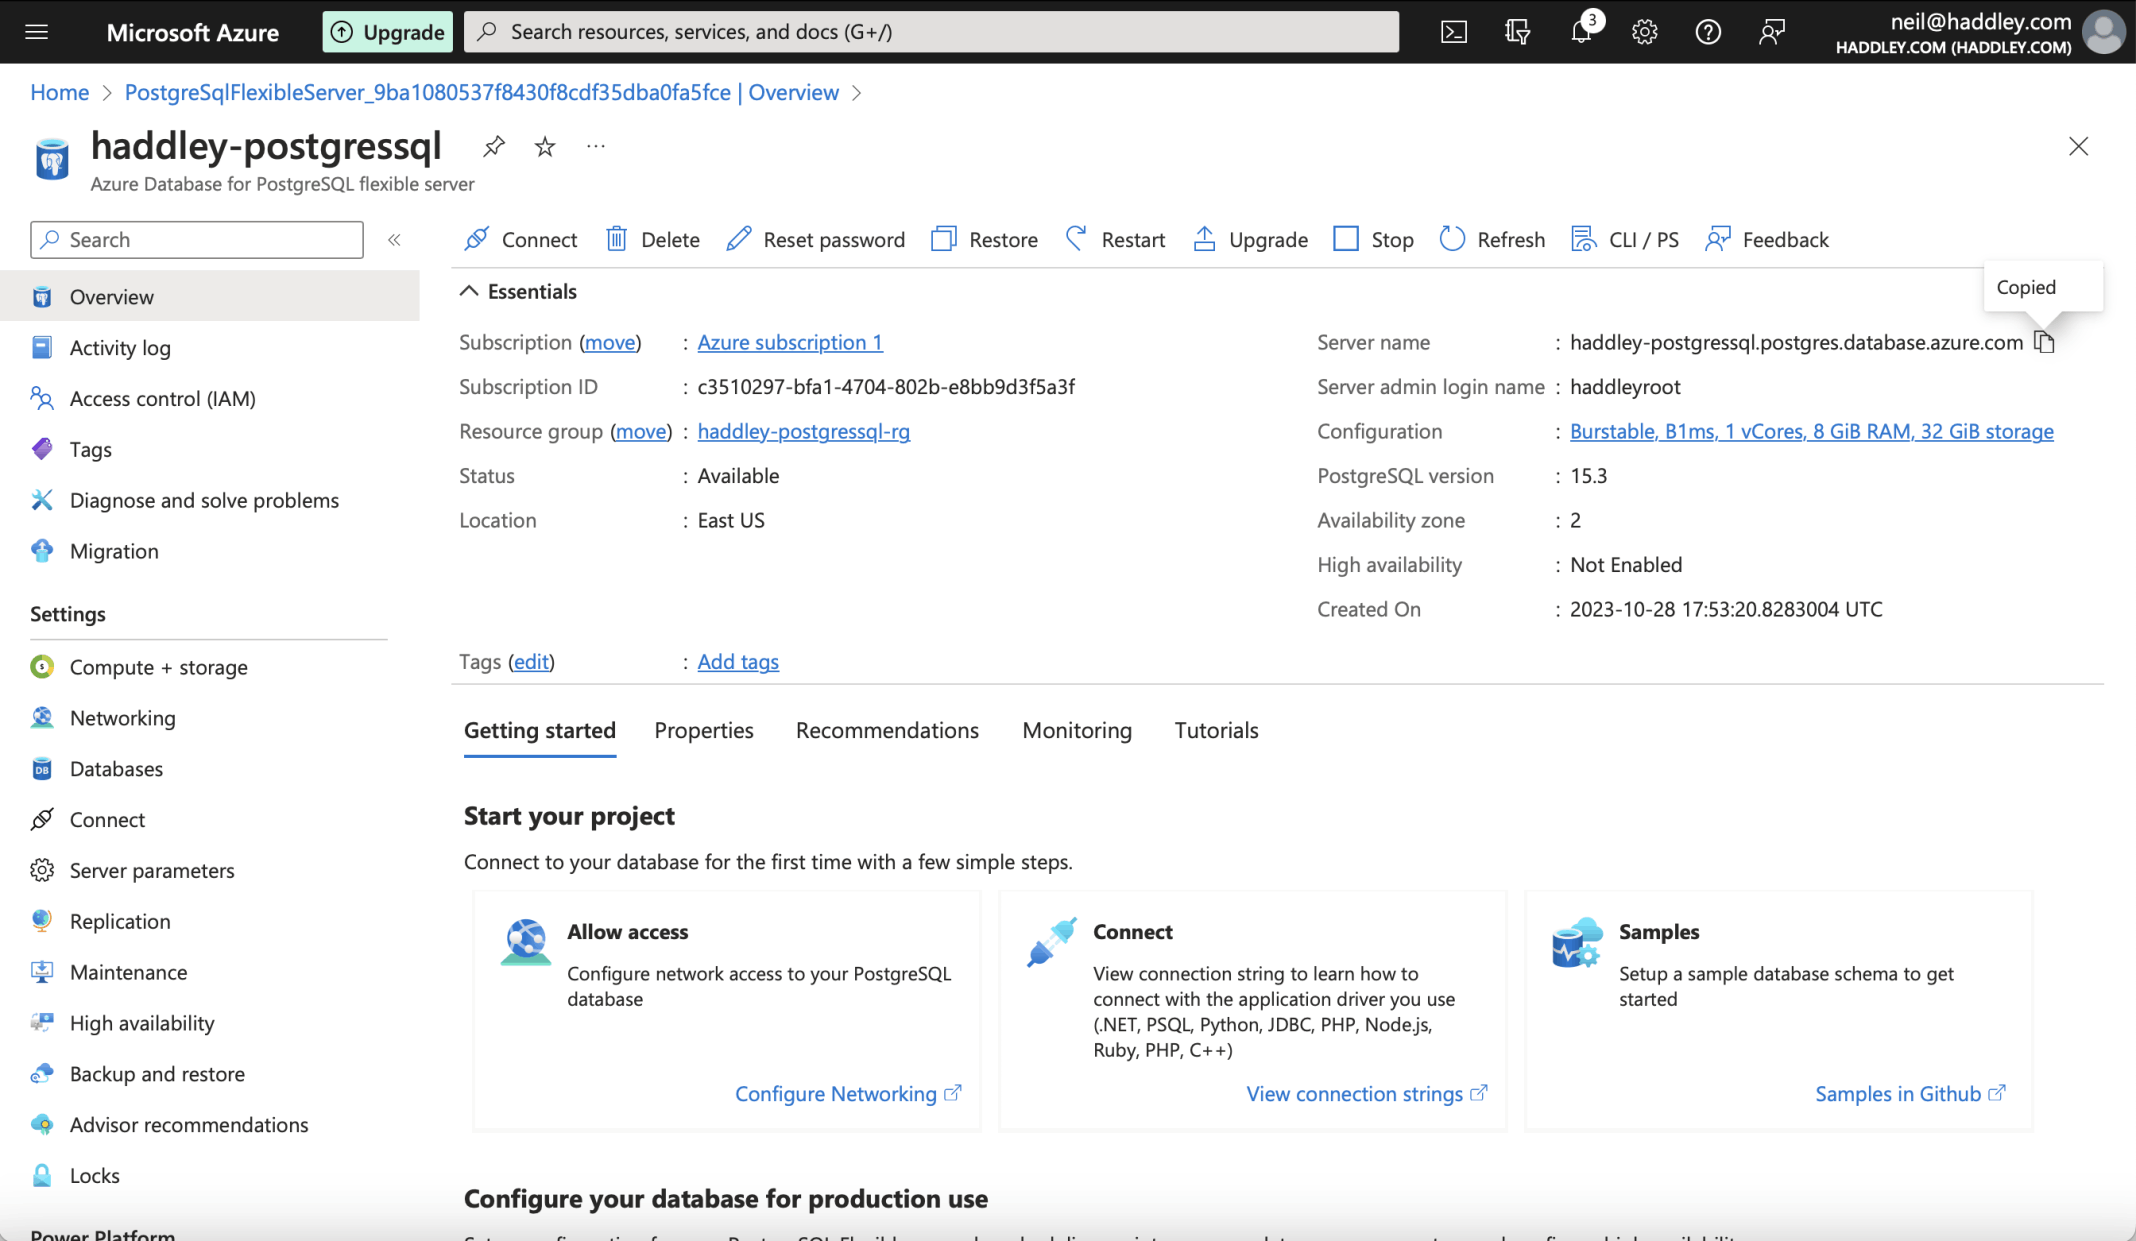 Microsoft Azure
Upgrade
Search resources, services, and docs (G+/)
3
neil@haddley.com
HADDLEY.COM (HADDLEY.COM)
Home > PostgreSqlFlexibleServer_9ba1080537f8430f8cdf35dba0fa5fce | Overview >
haddley-postgressql
...
Azure Database for PostgreSQL flexible server
Search
«
Overview
Activity log
Access control (IAM)
Tags
Diagnose and solve problems
Migration
Settings
Compute + storage
Networking
DB
Databases
Connect
Server parameters
Replication
Maintenance
High availability
Backup and restore
Advisor recommendations
Locks
Power Platform
Connect
Delete
Reset password
Restore
Restart
Upgrade
Stop
Refresh
CLI / PS
Feedback
Copied
Essentials
Subscription (move) : Azure subscription 1
Subscription ID : c3510297-bfa1-4704-802b-e8bb9d3f5a3f
Resource group (move) : haddley-postgressql-rg
Status : Available
Location : East US
Server name : haddley-postgressql.postgres.database.azure.com
Server admin login name : haddleyroot
Configuration : Burstable, B1ms, 1 vCores, 8 GiB RAM, 32 GiB storage
PostgreSQL version : 15.3
Availability zone : 2
High availability : Not Enabled
Created On : 2023-10-28 17:53:20.8283004 UTC
Tags (edit) : Add tags
Getting started
Properties
Recommendations
Monitoring
Tutorials
Start your project
Connect to your database for the first time with a few simple steps.
Allow access
Configure network access to your PostgreSQL
database
Configure Networking
Connect
View connection string to learn how to
connect with the application driver you use
(.NET, PSQL, Python, JDBC, PHP, Node.js,
Ruby, PHP, C++)
View connection strings
Samples
Setup a sample database schema to get
started
Samples in Github
Configure your database for production use